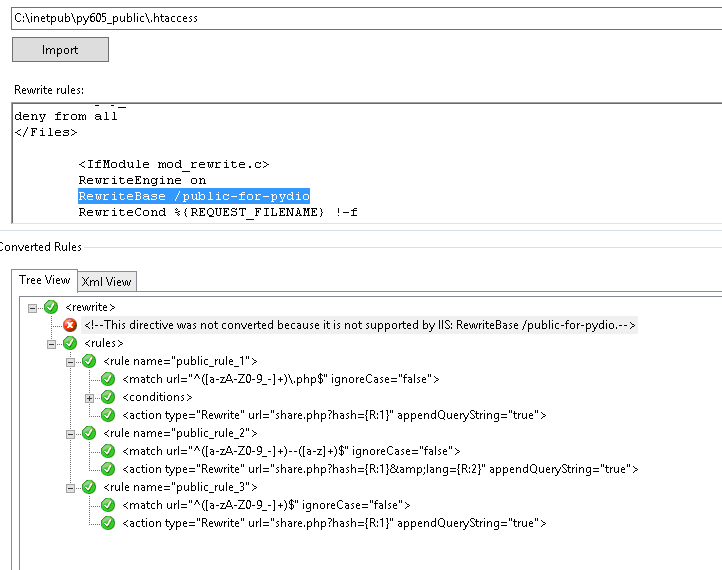 C:\inetpub\py605_public\.htaccess
Import
Rewrite rules:
deny from all
</Files>
<IfModule mod_rewrite.c>
RewriteEngine on
RewriteBase /public-for-pydio
RewriteCond %{REQUEST_FILENAME} !-f
Converted Rules
Tree View Xml View
<rewrite>
<!--This directive was not converted because it is not supported by IIS: RewriteBase /public-for-pydio.-->
<rules>
<rule name="public_rule_1">
<match url="^([a-zA-Z0-9_-]+)\.php$" ignoreCase="false">
<conditions>
<action type="Rewrite" url="share.php?hash={R:1}" appendQueryString="true">
<rule name="public_rule_2">
<match url="^([a-zA-Z0-9_-]+)--([a-z]+)$" ignoreCase="false">
<action type="Rewrite" url="share.php?hash={R:1}&amp;lang={R:2}" appendQueryString="true">
<rule name="public_rule_3">
<match url="^([a-zA-Z0-9_-]+)$" ignoreCase="false">
<action type="Rewrite" url="share.php?hash={R:1}" appendQueryString="true">